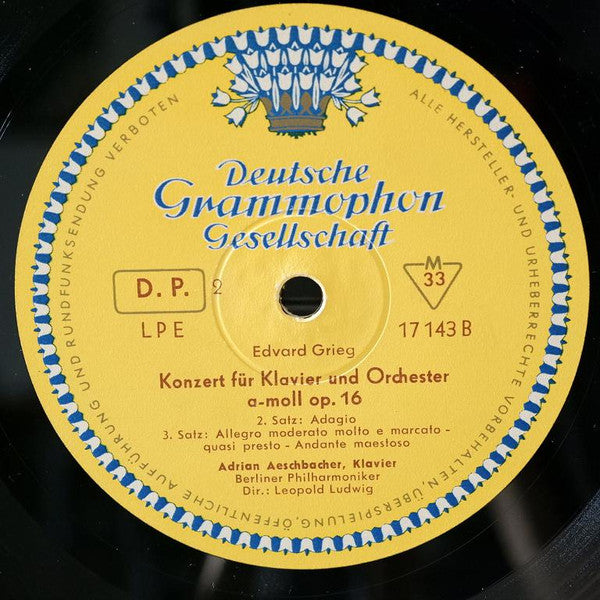 ALLE HERSTELLER- UND URHEBERRECHTE VORBEHALTEN, ÜBERSPIELUNG, ÖFFENTLICHE AUFFÜHRUNG UND RUNDFUNKSENDUNG VERBOTEN
Deutsche
Grammophon
Gesellschaft
D. P. 2
M
33
LPE
17 143 B
Edvard Grieg
Konzert für Klavier und Orchester
a-moll op. 16
2. Satz: Adagio
3. Satz: Allegro moderato molto e marcato -
quasi presto - Andante maestoso
Adrian Aeschbacher, Klavier
Berliner Philharmoniker
Dir.: Leopold Ludwig